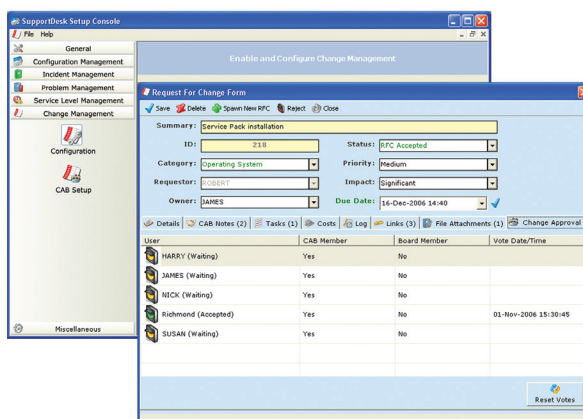 SupportDesk Setup Console
File Help
General
Configuration Management
Incident Management
Problem Management
Service Level Management
Change Management
Configuration
CAB Setup
Miscellaneous
Enable and Configure Change Management
Request For Change Form
Save Delete Spawn New RFC Reject Close
Summary: Service Pack installation
ID: 218 Status: RFC Accepted
Category: Operating System Priority: Medium
Requestor: ROBERT Impact: Significant
Owner: JAMES Due Date: 16-Dec-2006 14:40
Details CAB Notes (2) Tasks (1) Costs Log Links (3) File Attachments (1) Change Approval
User CAB Member Board Member Vote Date/Time
HARRY (Waiting) Yes No
JAMES (Waiting) Yes No
NICK (Waiting) Yes No
Richmond (Accepted) Yes No 01-Nov-2006 15:30:45
SUSAN (Waiting) Yes No
Reset Votes